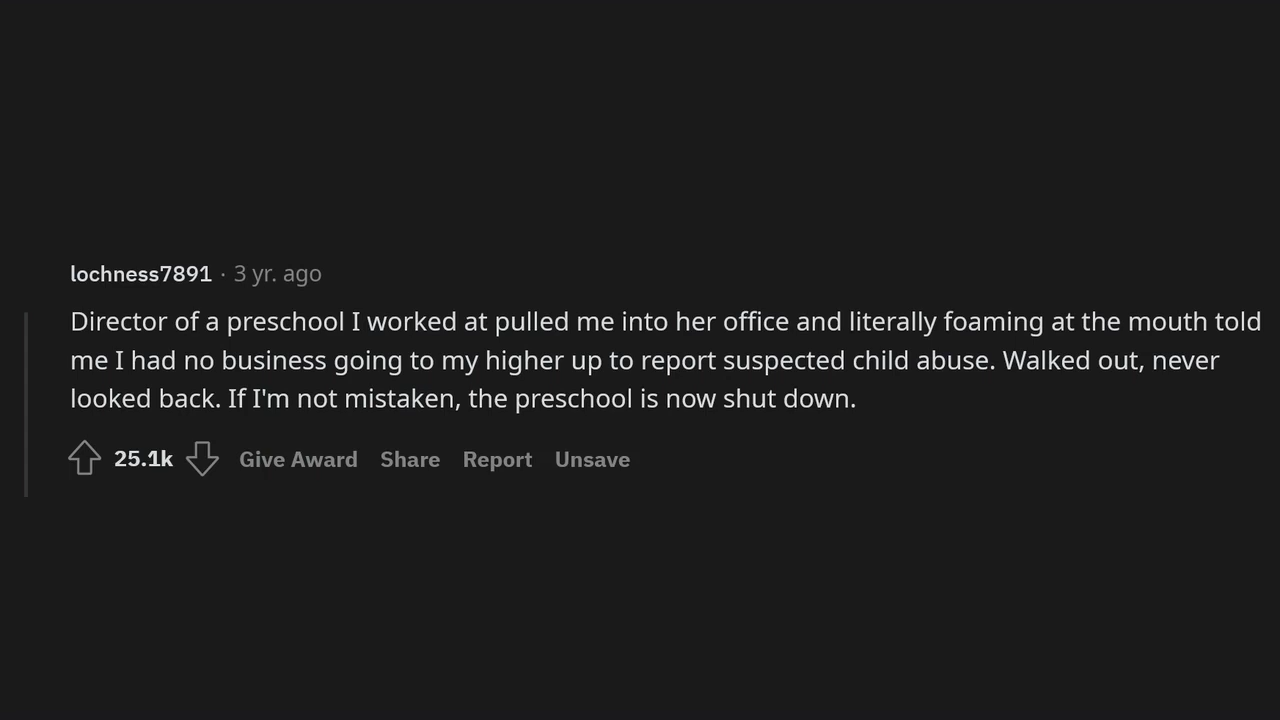 lochness7891 · 3 yr. ago
Director of a preschool I worked at pulled me into her office and literally foaming at the mouth told
me I had no business going to my higher up to report suspected child abuse. Walked out, never
looked back. If I'm not mistaken, the preschool is now shut down.
25.1k Give Award Share Report Unsave